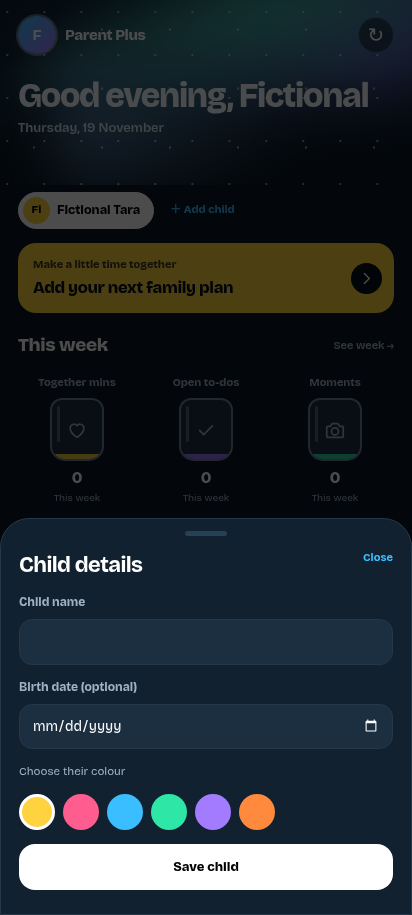 F Parent Plus ↻
Good evening, Fictional
Thursday, 19 November
Fi Fictional Tara + Add child
Make a little time together
Add your next family plan
This week See week →
Together mins Open to-dos Moments
0 0 0
This week This week This week
Child details Close
Child name
Birth date (optional)
mm/dd/yyyy
Choose their colour
Save child